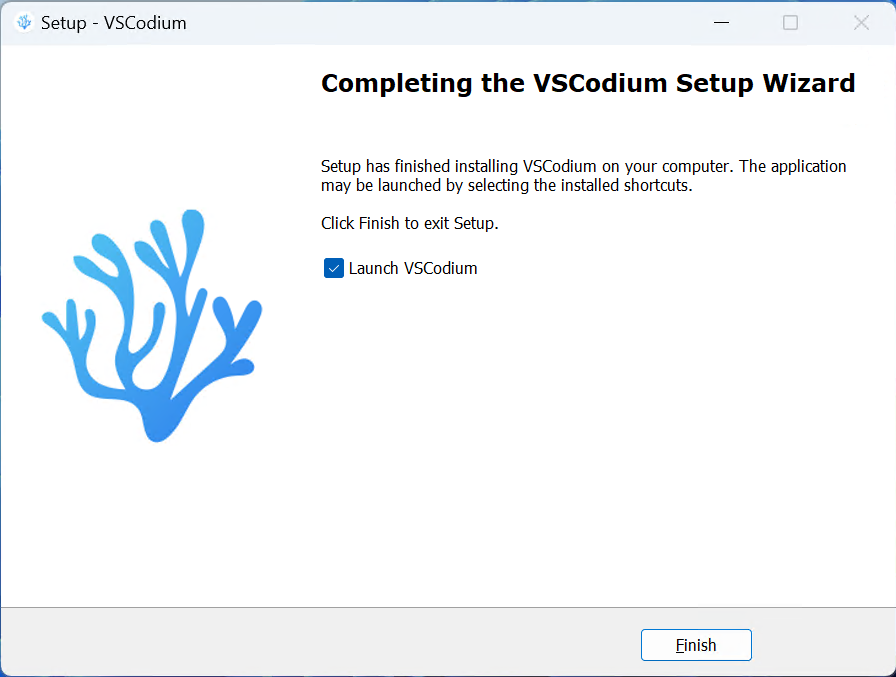 Setup - VSCodium
Completing the VSCodium Setup Wizard
Setup has finished installing VSCodium on your computer. The application
may be launched by selecting the installed shortcuts.
Click Finish to exit Setup.
Launch VSCodium
Finish